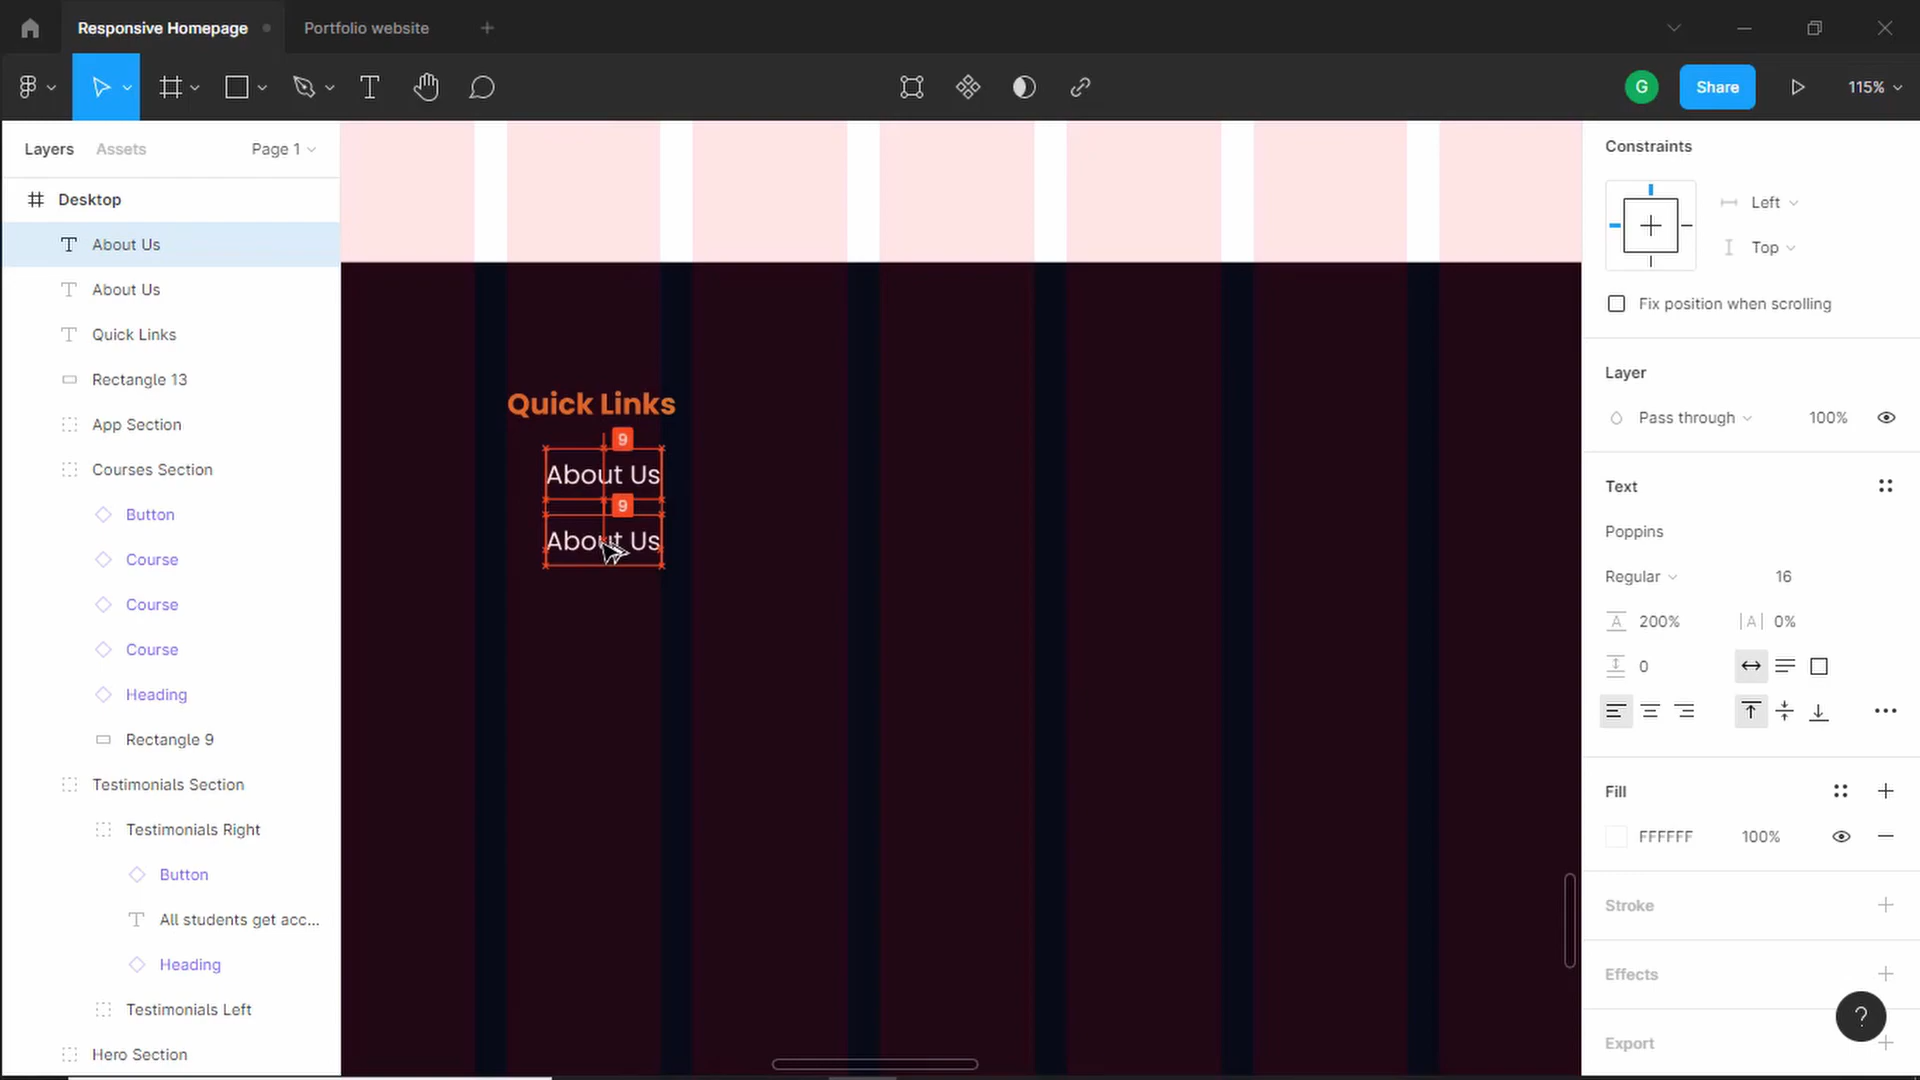 Responsive Homepage
Portfolio website
G
Share
115%
Layers
Assets
Page 1
Desktop
About Us
About Us
Quick Links
Rectangle 13
App Section
Courses Section
Button
Course
Course
Course
Heading
Rectangle 9
Testimonials Section
Testimonials Right
Button
All students get acc...
Heading
Testimonials Left
Hero Section
Quick Links
9
About Us
9
About Us
Constraints
Left
Top
Fix position when scrolling
Layer
Pass through
100%
Text
Poppins
Regular
16
A
200%
|A|
0%
0
Fill
FFFFFF
100%
Stroke
Effects
?
Export